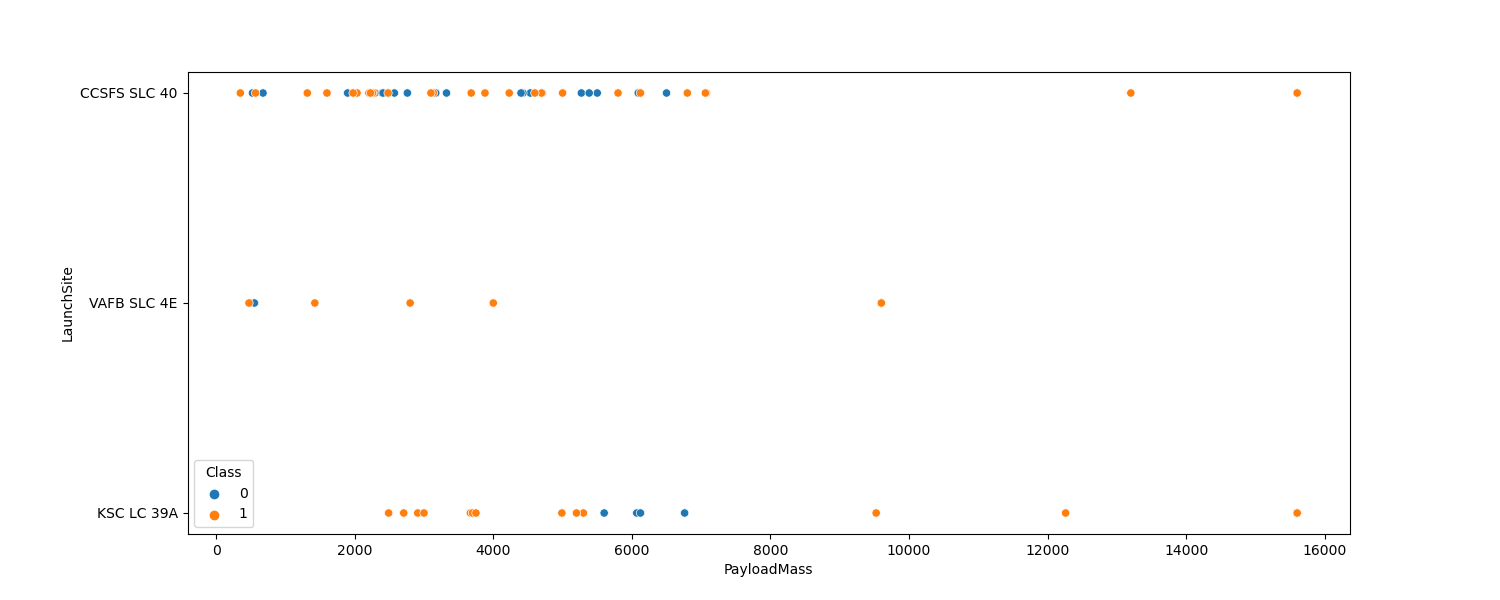 CCSFS SLC 40
VAFB SLC 4E
KSC LC 39A
LaunchSite
Class
0
1
0 2000 4000 6000 8000 10000 12000 14000 16000
PayloadMass